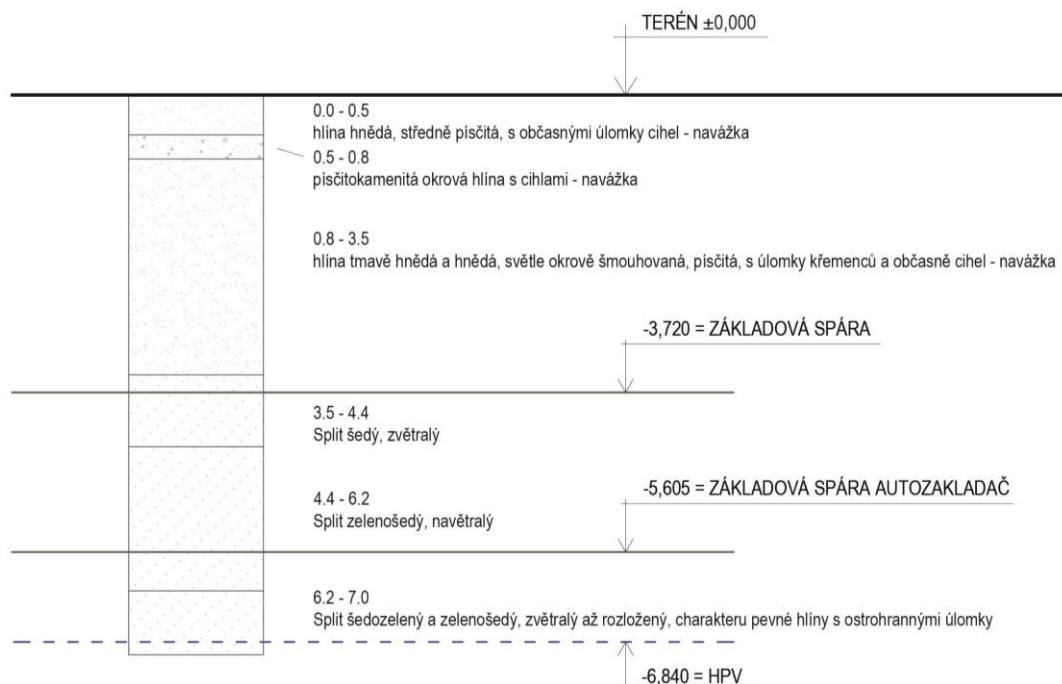 TERÉN ±0,000
0.0 - 0.5
hlína hnědá, středně písčitá, s občasnými úlomky cihel - navážka
0.5 - 0.8
písčitokamenitá okrová hlína s cihlami - navážka
0.8 - 3.5
hlína tmavě hnědá a hnědá, světle okrově šmouhovaná, písčitá, s úlomky křemenců a občasně cihel - navážka
-3,720 = ZÁKLADOVÁ SPÁRA
3.5 - 4.4
Split šedý, zvětralý
-5,605 = ZÁKLADOVÁ SPÁRA AUTOZAKLADAČ
4.4 - 6.2
Split zelenošedý, navětralý
6.2 - 7.0
Split šedozelený a zelenošedý, zvětralý až rozložený, charakteru pevné hlíny s ostrohrannými úlomky
-6,840 = HPV